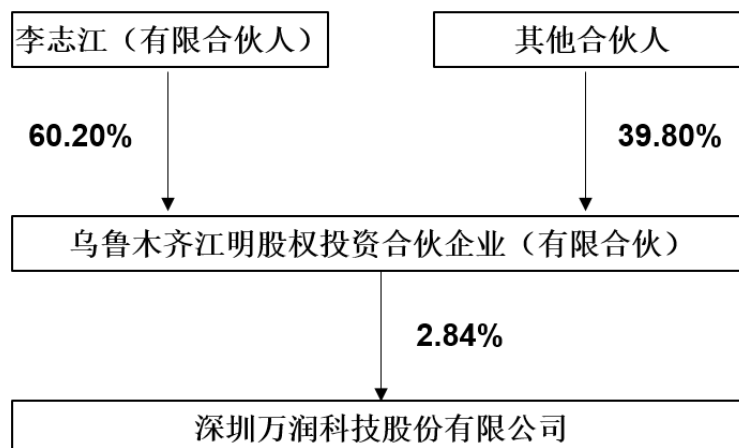 李志江（有限合伙人）
其他合伙人
60.20%
39.80%
乌鲁木齐江明股权投资合伙企业（有限合伙）
2.84%
深圳万润科技股份有限公司